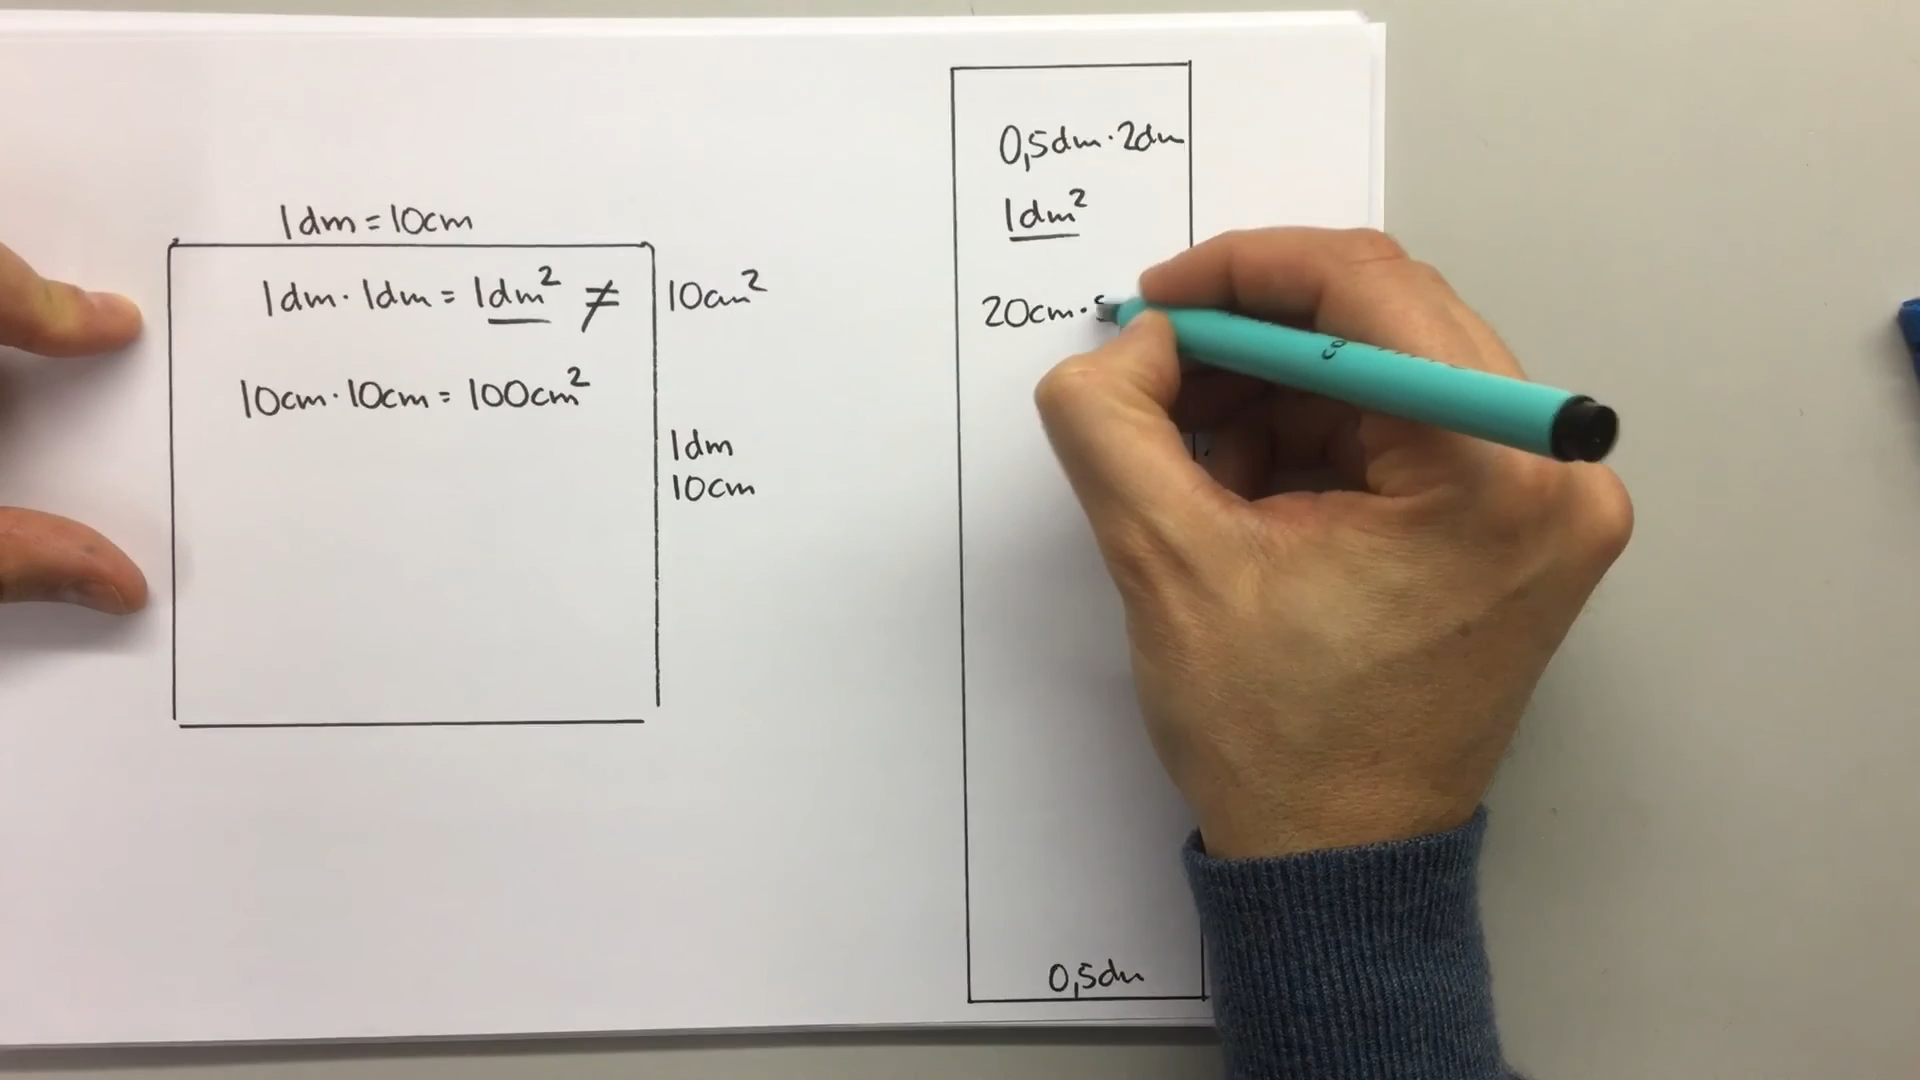 1dm = 10cm
1dm · 1dm = 1dm² ≠ 10cm²
10cm · 10cm = 100cm²
1dm
10cm
0,5dm · 2dm
1dm²
20cm ·
0,5dm